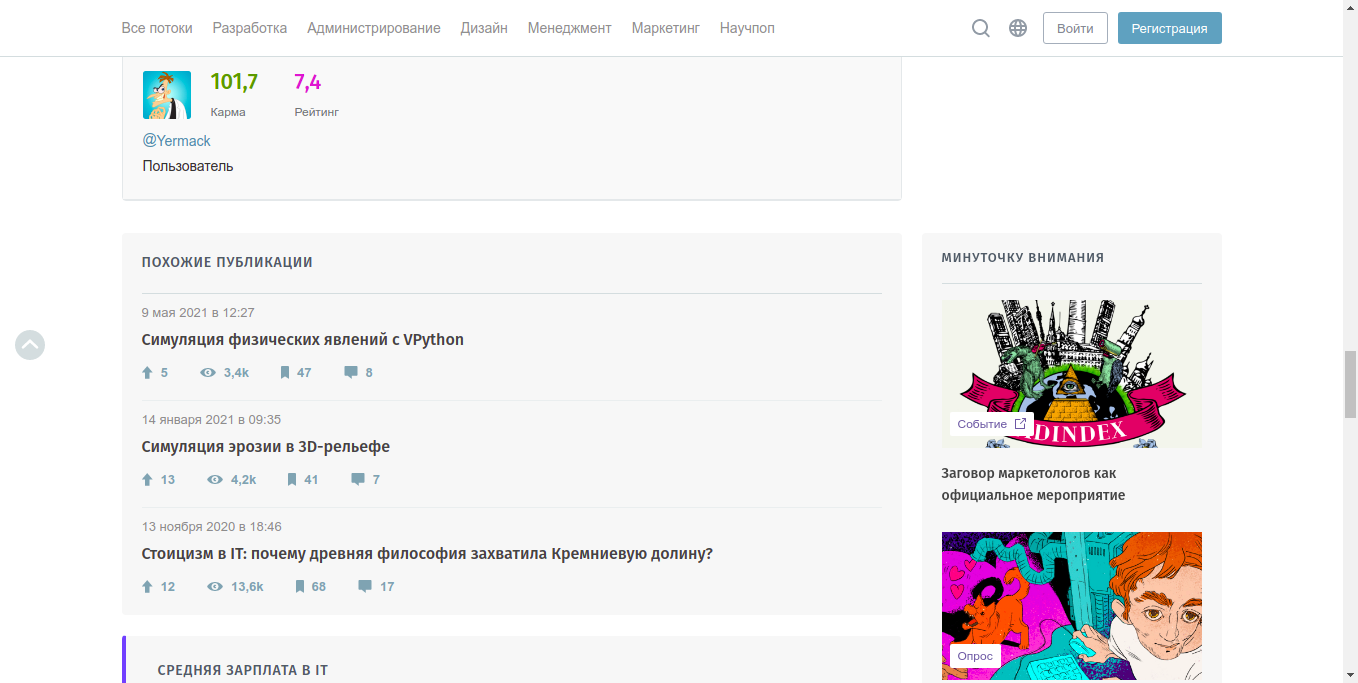 Все потоки Разработка Администрирование Дизайн Менеджмент Маркетинг Научпоп Войти Регистрация
101,7 7,4
Карма Рейтинг
@Yermack
Пользователь
ПОХОЖИЕ ПУБЛИКАЦИИ
9 мая 2021 в 12:27
Симуляция физических явлений с VPython
5 3,4k 47 8
14 января 2021 в 09:35
Симуляция эрозии в 3D-рельефе
13 4,2k 41 7
13 ноября 2020 в 18:46
Стоицизм в IT: почему древняя философия захватила Кремниевую долину?
12 13,6k 68 17
СРЕДНЯЯ ЗАРПЛАТА В IT
МИНУТОЧКУ ВНИМАНИЯ
Событие
DINDEX
Заговор маркетологов как
официальное мероприятие
Опрос